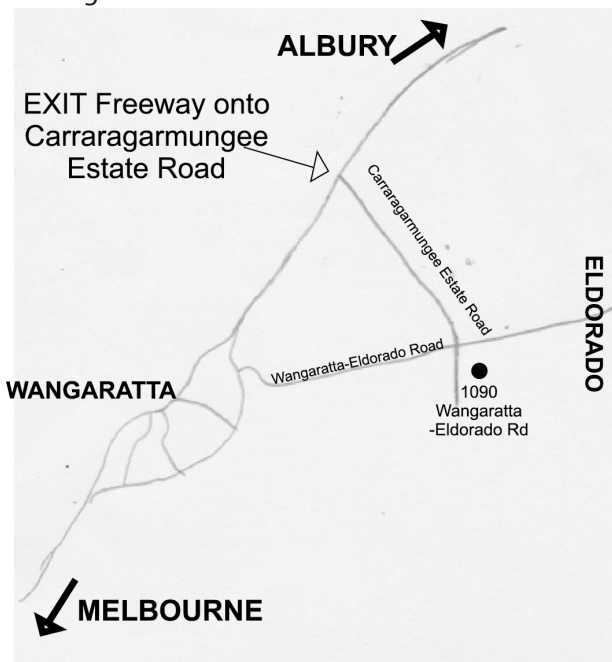 ALBURY
EXIT Freeway onto
Carraragarmungee
Estate Road
Carraragarmungee Estate Road
ELDORADO
Wangaratta-Eldorado Road
WANGARATTA
1090
Wangaratta
-Eldorado Rd
MELBOURNE